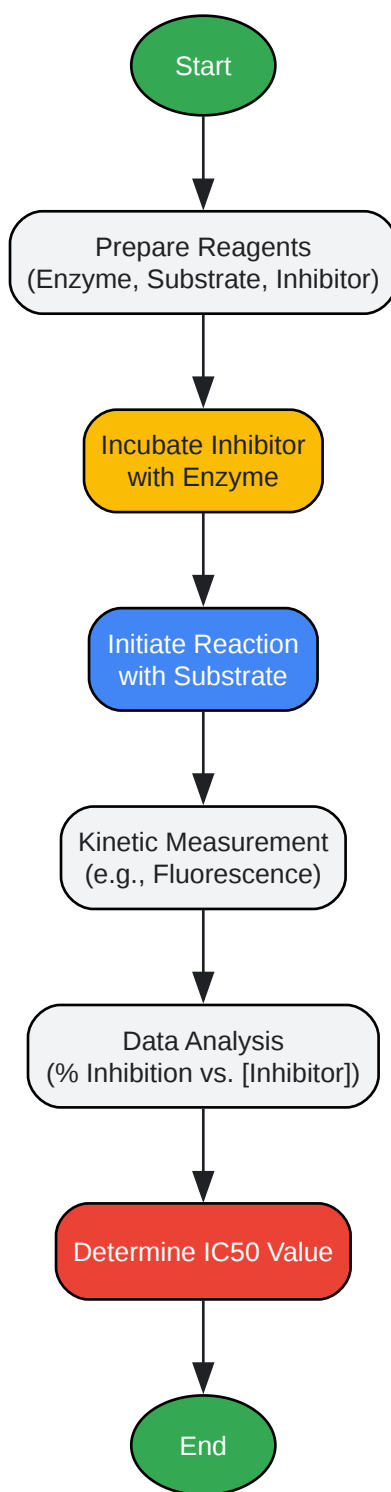 Start
Prepare Reagents
(Enzyme, Substrate, Inhibitor)
Incubate Inhibitor
with Enzyme
Initiate Reaction
with Substrate
Kinetic Measurement
(e.g., Fluorescence)
Data Analysis
(% Inhibition vs. [Inhibitor])
Determine IC50 Value
End